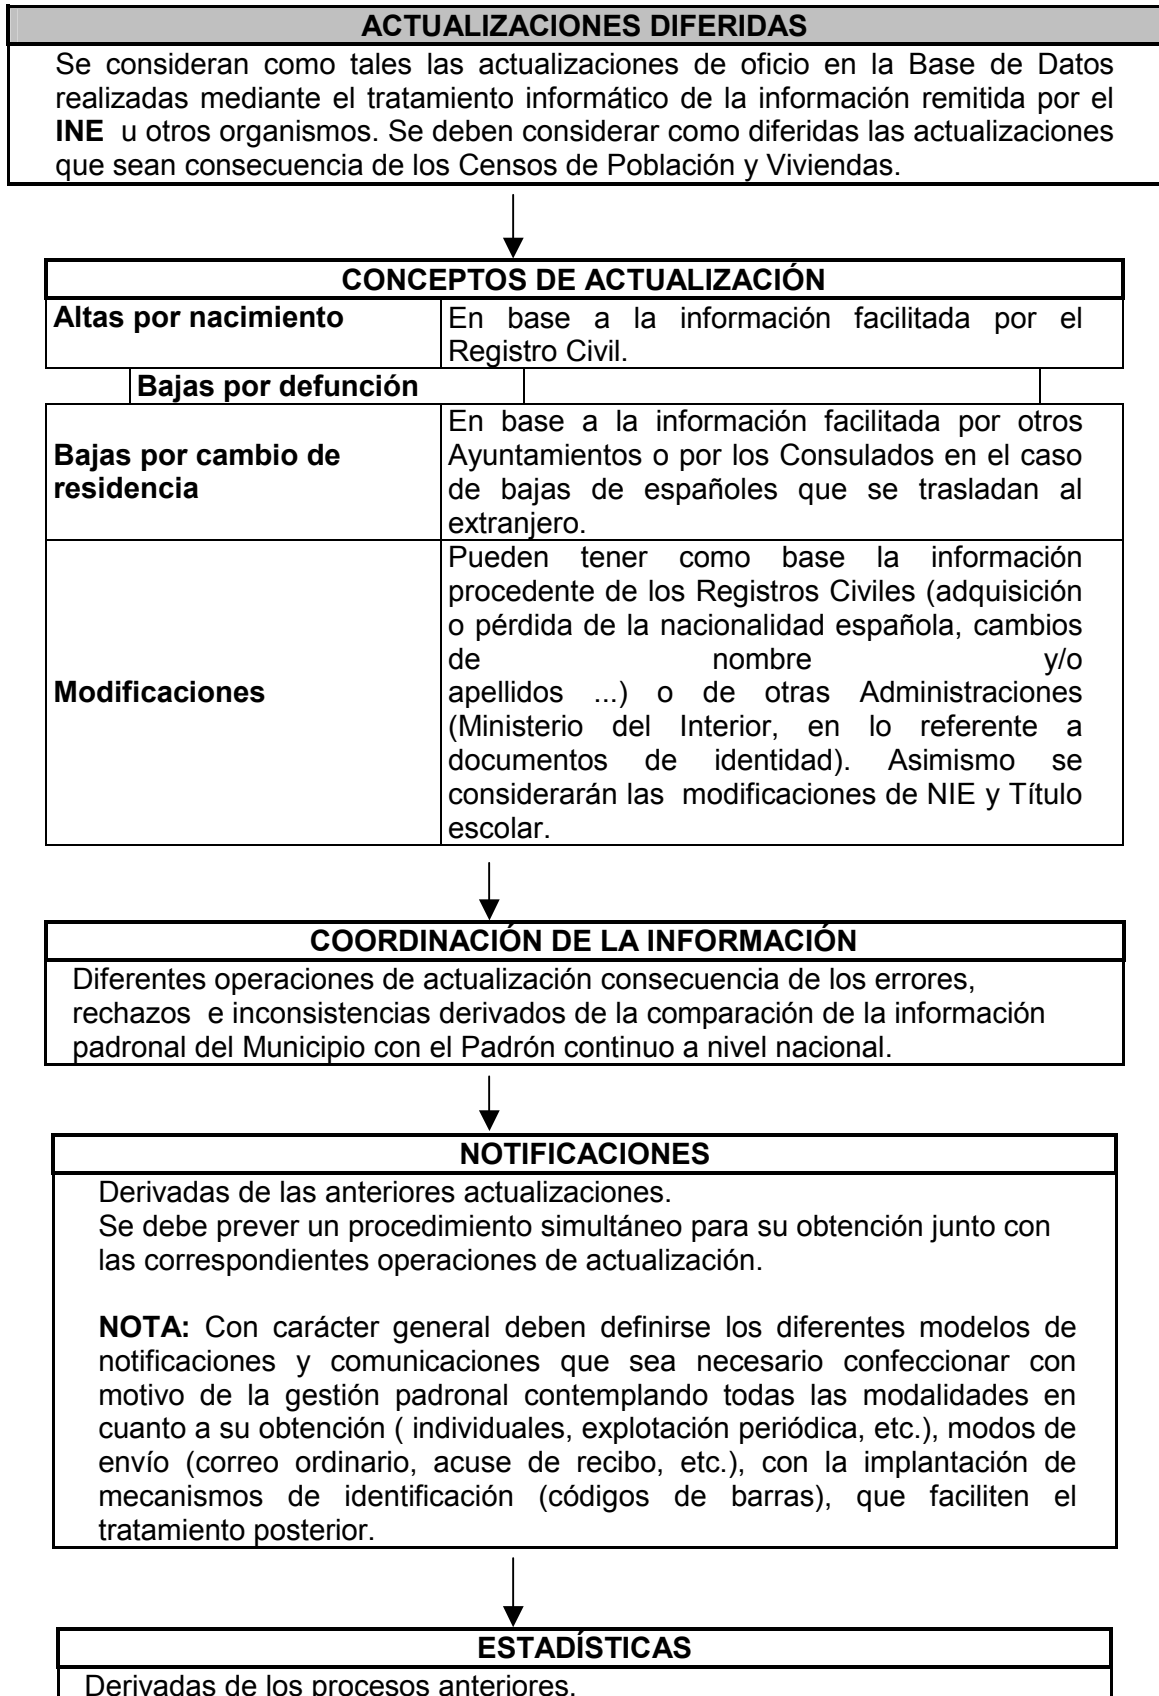 ACTUALIZACIONES DIFERIDAS
Se consideran como tales las actualizaciones de oficio en la Base de Datos
realizadas mediante el tratamiento informático de la información remitida por el
INE u otros organismos. Se deben considerar como diferidas las actualizaciones
que sean consecuencia de los Censos de Población y Viviendas.
CONCEPTOS DE ACTUALIZACIÓN
Altas por nacimiento
En base a la información facilitada por el
Registro Civil.
Bajas por defunción
Bajas por cambio de
residencia
En base a la información facilitada por otros
Ayuntamientos o por los Consulados en el caso
de bajas de españoles que se trasladan al
extranjero.
Modificaciones
Pueden tener como base la información
procedente de los Registros Civiles (adquisición
o pérdida de la nacionalidad española, cambios
de nombre y/o
apellidos ...) o de otras Administraciones
(Ministerio del Interior, en lo referente a
documentos de identidad). Asimismo se
considerarán las modificaciones de NIE y Título
escolar.
COORDINACIÓN DE LA INFORMACIÓN
Diferentes operaciones de actualización consecuencia de los errores,
rechazos e inconsistencias derivados de la comparación de la información
padronal del Municipio con el Padrón continuo a nivel nacional.
NOTIFICACIONES
Derivadas de las anteriores actualizaciones.
Se debe prever un procedimiento simultáneo para su obtención junto con
las correspondientes operaciones de actualización.
NOTA: Con carácter general deben definirse los diferentes modelos de
notificaciones y comunicaciones que sea necesario confeccionar con
motivo de la gestión padronal contemplando todas las modalidades en
cuanto a su obtención ( individuales, explotación periódica, etc.), modos de
envío (correo ordinario, acuse de recibo, etc.), con la implantación de
mecanismos de identificación (códigos de barras), que faciliten el
tratamiento posterior.
ESTADÍSTICAS
Derivadas de los procesos anteriores.